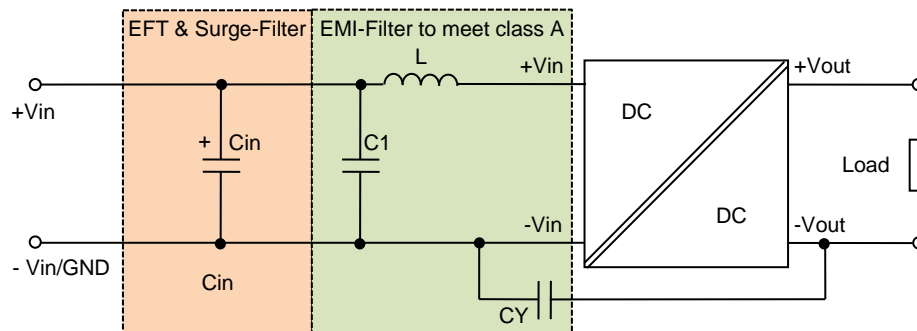 EFT & Surge-Filter
EMI-Filter to meet class A
L
+Vin
+Vout
+Vin
DC
+
Cin
C1
Load
DC
-Vin
-Vout
- Vin/GND
Cin
CY